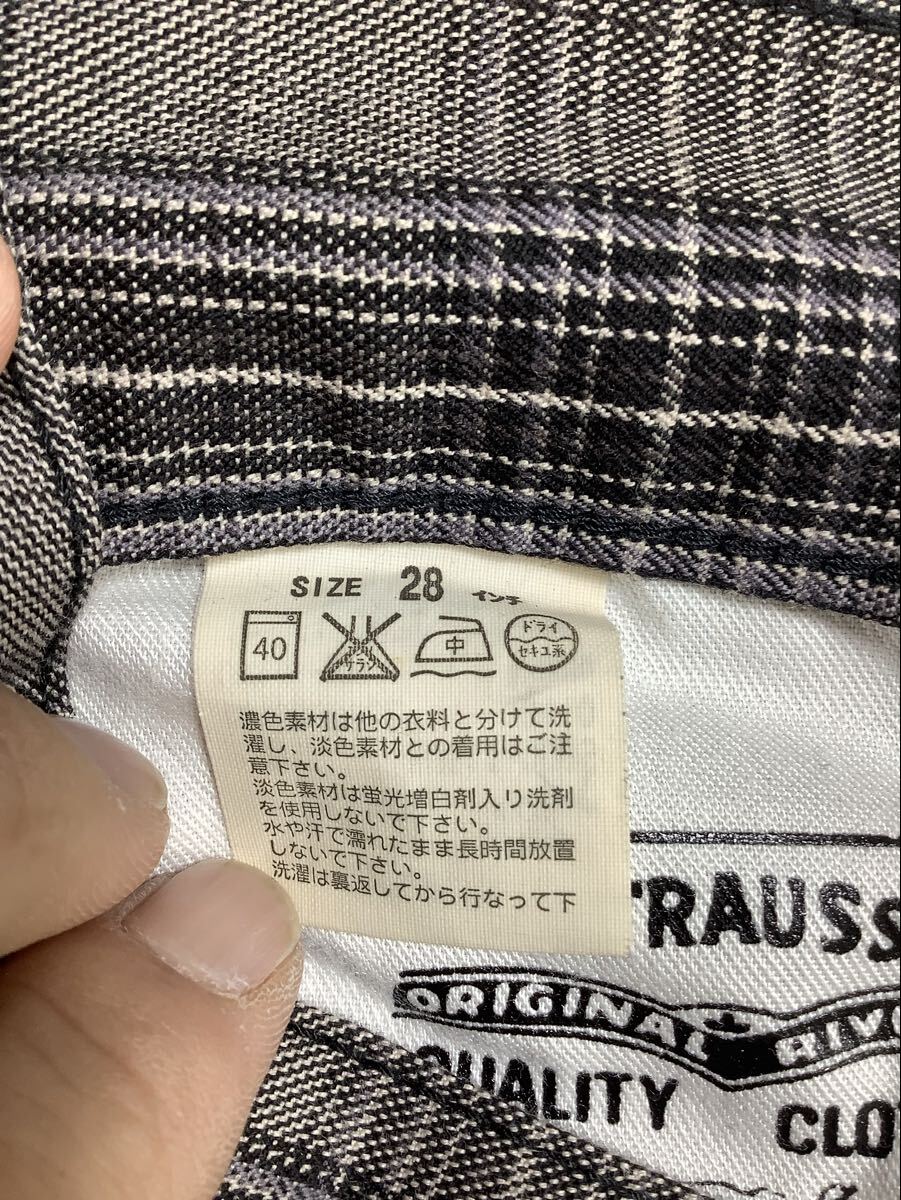 SIZE 28 インチ
40 サラシ 中 ドライ セキユ系
濃色素材は他の衣料と分けて洗
濯し、淡色素材との着用はご注
意下さい。
淡色素材は蛍光増白剤入り洗剤
を使用しないで下さい。
水や汗で濡れたまま長時間放置
しないで下さい。
洗濯は裏返してから行なって下
TRAUSS
ORIGINAL RIV
QUALITY CLO